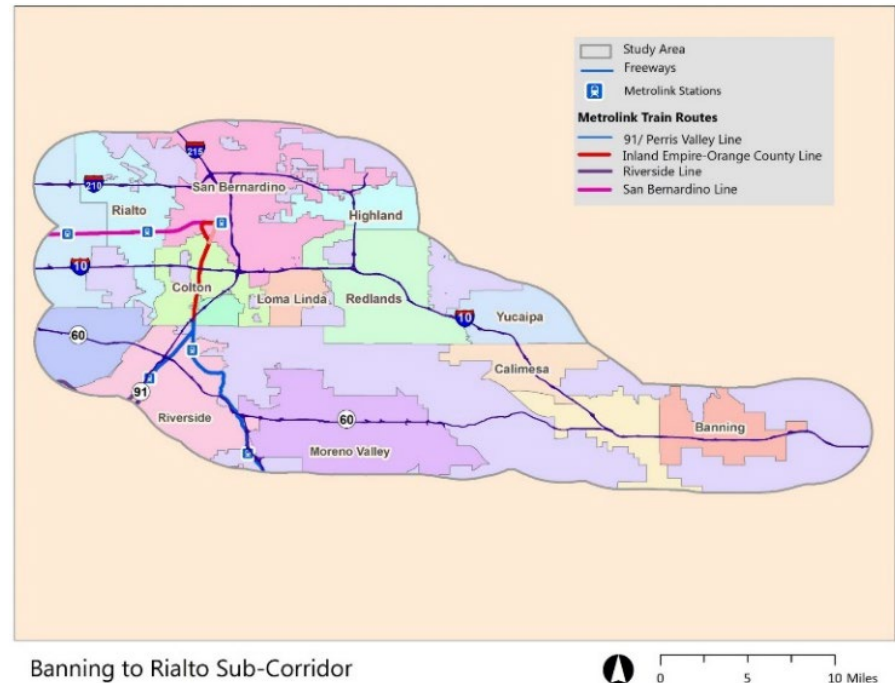 Study Area
Freeways
Metrolink Stations
Metrolink Train Routes
91/ Perris Valley Line
Inland Empire-Orange County Line
Riverside Line
San Bernardino Line
215
210
San Bernardino
Rialto
Highland
10
Colton
Loma Linda
Redlands
10
Yucaipa
60
Calimesa
91
Riverside
60
Banning
Moreno Valley
Banning to Rialto Sub-Corridor
0 5 10 Miles